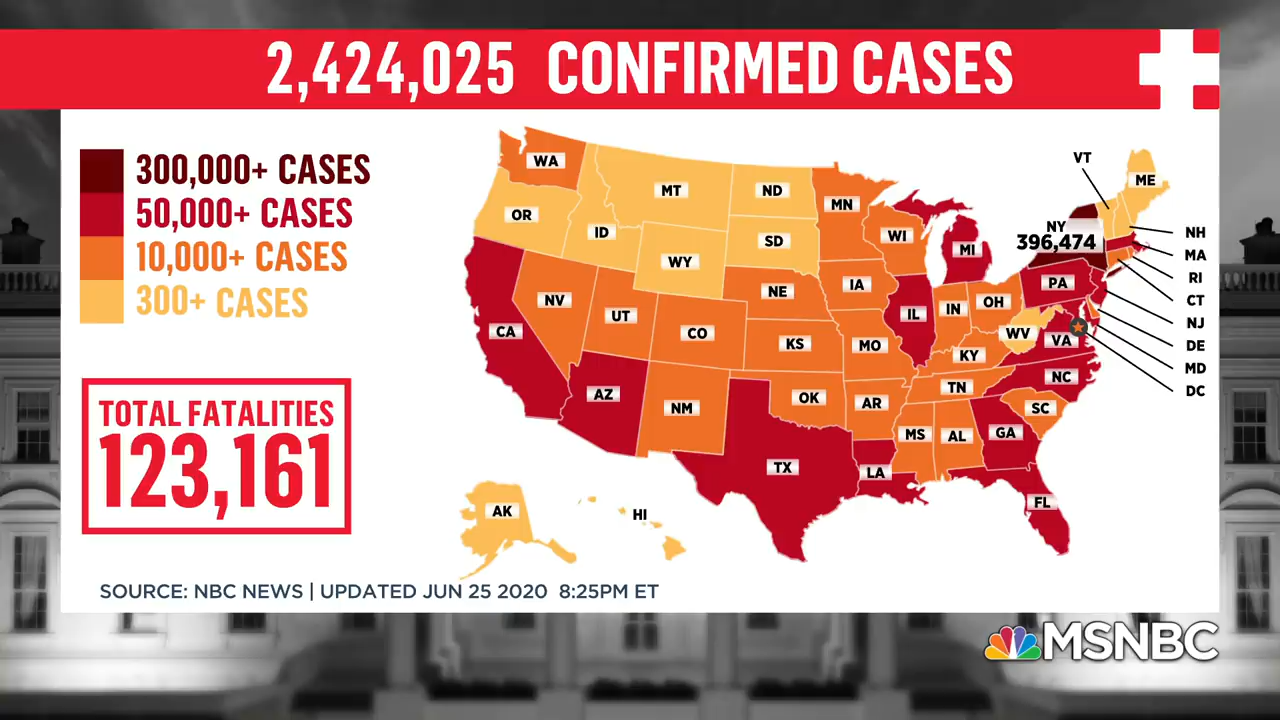 2,424,025 CONFIRMED CASES
300,000+ CASES
50,000+ CASES
10,000+ CASES
300+ CASES
TOTAL FATALITIES
123,161
WA
MT
ND
MN
OR
ID
SD
WI
WY
MI
NY
396,474
VT
ME
NH
MA
RI
CT
NJ
DE
MD
DC
NV
UT
NE
IA
CO
KS
MO
IL
IN
OH
PA
WV
VA
KY
CA
AZ
NM
OK
AR
TN
NC
SC
MS
AL
GA
TX
LA
FL
AK
HI
SOURCE: NBC NEWS | UPDATED JUN 25 2020 8:25PM ET
MSNBC